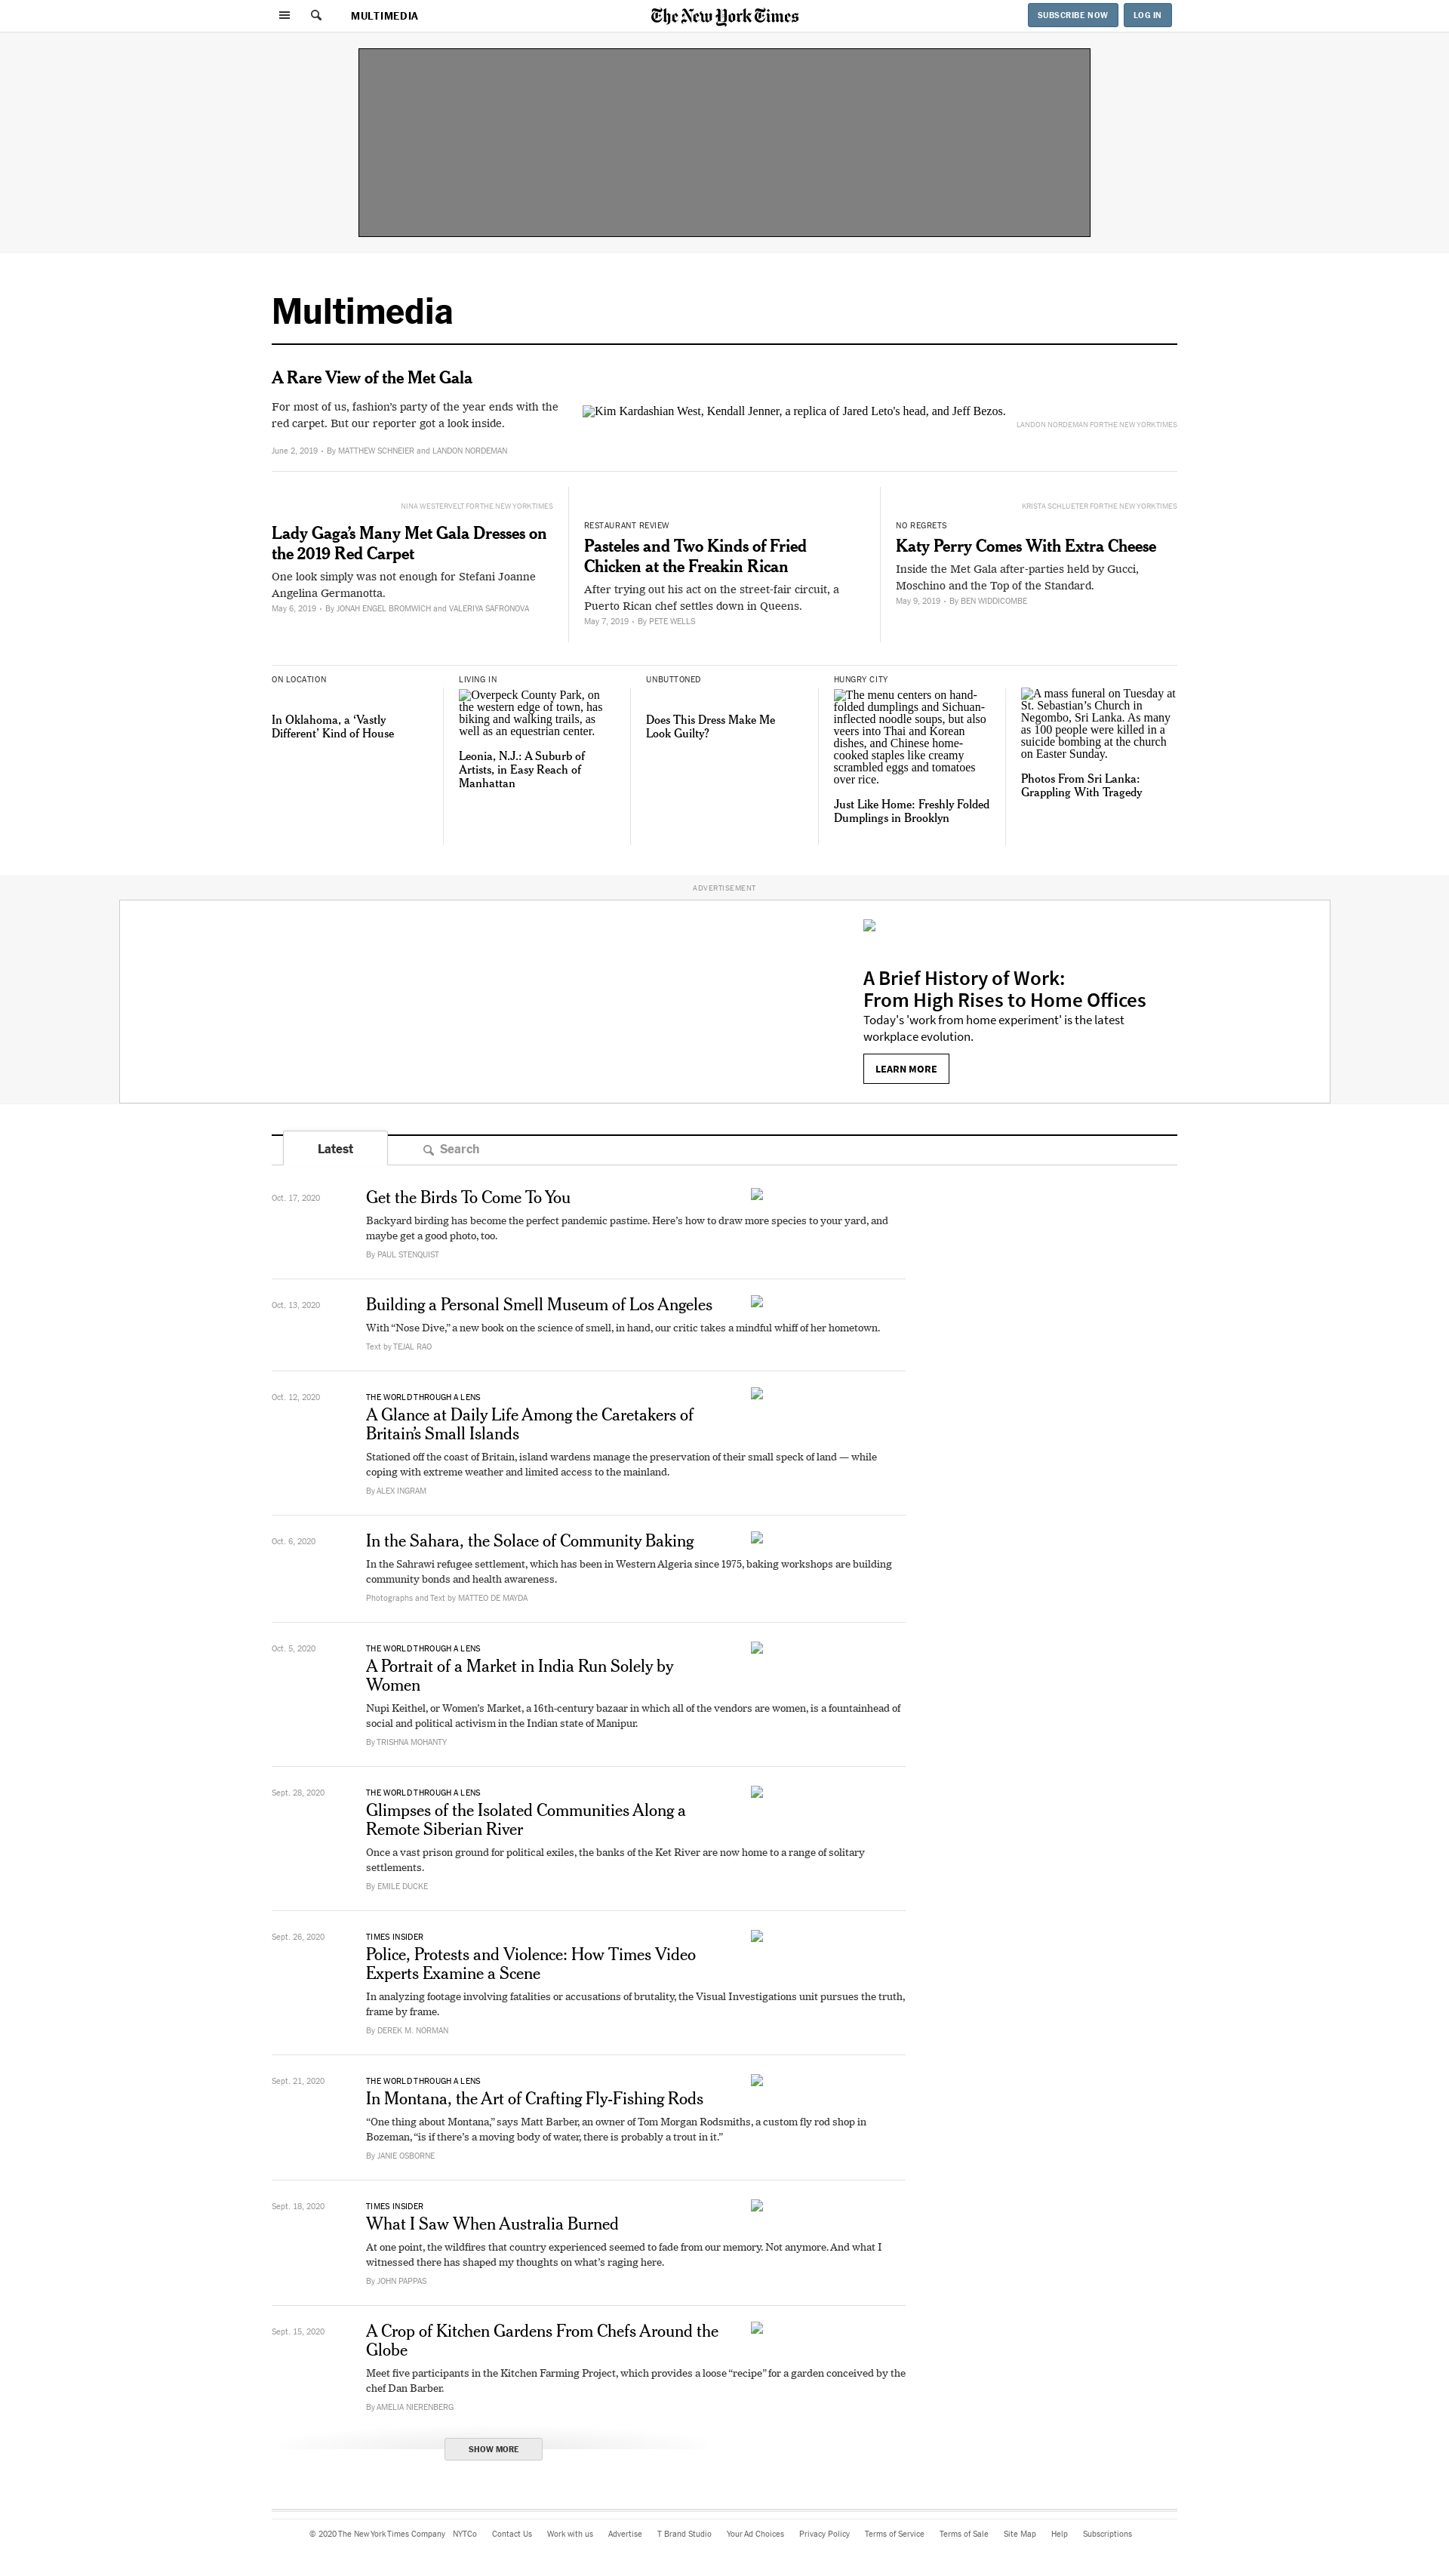 MULTIMEDIA
The New York Times
SUBSCRIBE NOW
LOG IN
Multimedia
A Rare View of the Met Gala
For most of us, fashion’s party of the year ends with the
red carpet. But our reporter got a look inside.
June 2, 2019 • By MATTHEW SCHNEIER and LANDON NORDEMAN
Kim Kardashian West, Kendall Jenner, a replica of Jared Leto's head, and Jeff Bezos.
LANDON NORDEMAN FOR THE NEW YORK TIMES
NINA WESTERVELT FOR THE NEW YORK TIMES
Lady Gaga’s Many Met Gala Dresses on
the 2019 Red Carpet
One look simply was not enough for Stefani Joanne
Angelina Germanotta.
May 6, 2019 • By JONAH ENGEL BROMWICH and VALERIYA SAFRONOVA
RESTAURANT REVIEW
Pasteles and Two Kinds of Fried
Chicken at the Freakin Rican
After trying out his act on the street-fair circuit, a
Puerto Rican chef settles down in Queens.
May 7, 2019 • By PETE WELLS
KRISTA SCHLUETER FOR THE NEW YORK TIMES
NO REGRETS
Katy Perry Comes With Extra Cheese
Inside the Met Gala after-parties held by Gucci,
Moschino and the Top of the Standard.
May 9, 2019 • By BEN WIDDICOMBE
ON LOCATION
In Oklahoma, a ‘Vastly
Different’ Kind of House
LIVING IN
Overpeck County Park, on
the western edge of town, has
biking and walking trails, as
well as an equestrian center.
Leonia, N.J.: A Suburb of
Artists, in Easy Reach of
Manhattan
UNBUTTONED
Does This Dress Make Me
Look Guilty?
HUNGRY CITY
The menu centers on hand-
folded dumplings and Sichuan-
inflected noodle soups, but also
veers into Thai and Korean
dishes, and Chinese home-
cooked staples like creamy
scrambled eggs and tomatoes
over rice.
Just Like Home: Freshly Folded
Dumplings in Brooklyn
A mass funeral on Tuesday at
St. Sebastian’s Church in
Negombo, Sri Lanka. As many
as 100 people were killed in a
suicide bombing at the church
on Easter Sunday.
Photos From Sri Lanka:
Grappling With Tragedy
ADVERTISEMENT
A Brief History of Work:
From High Rises to Home Offices
Today's 'work from home experiment' is the latest
workplace evolution.
LEARN MORE
Latest
Search
Oct. 17, 2020
Get the Birds To Come To You
Backyard birding has become the perfect pandemic pastime. Here’s how to draw more species to your yard, and
maybe get a good photo, too.
By PAUL STENQUIST
Oct. 13, 2020
Building a Personal Smell Museum of Los Angeles
With “Nose Dive,” a new book on the science of smell, in hand, our critic takes a mindful whiff of her hometown.
Text by TEJAL RAO
Oct. 12, 2020
THE WORLD THROUGH A LENS
A Glance at Daily Life Among the Caretakers of
Britain’s Small Islands
Stationed off the coast of Britain, island wardens manage the preservation of their small speck of land — while
coping with extreme weather and limited access to the mainland.
By ALEX INGRAM
Oct. 6, 2020
In the Sahara, the Solace of Community Baking
In the Sahrawi refugee settlement, which has been in Western Algeria since 1975, baking workshops are building
community bonds and health awareness.
Photographs and Text by MATTEO DE MAYDA
Oct. 5, 2020
THE WORLD THROUGH A LENS
A Portrait of a Market in India Run Solely by
Women
Nupi Keithel, or Women’s Market, a 16th-century bazaar in which all of the vendors are women, is a fountainhead of
social and political activism in the Indian state of Manipur.
By TRISHNA MOHANTY
Sept. 28, 2020
THE WORLD THROUGH A LENS
Glimpses of the Isolated Communities Along a
Remote Siberian River
Once a vast prison ground for political exiles, the banks of the Ket River are now home to a range of solitary
settlements.
By EMILE DUCKE
Sept. 26, 2020
TIMES INSIDER
Police, Protests and Violence: How Times Video
Experts Examine a Scene
In analyzing footage involving fatalities or accusations of brutality, the Visual Investigations unit pursues the truth,
frame by frame.
By DEREK M. NORMAN
Sept. 21, 2020
THE WORLD THROUGH A LENS
In Montana, the Art of Crafting Fly-Fishing Rods
“One thing about Montana,” says Matt Barber, an owner of Tom Morgan Rodsmiths, a custom fly rod shop in
Bozeman, “is if there’s a moving body of water, there is probably a trout in it.”
By JANIE OSBORNE
Sept. 18, 2020
TIMES INSIDER
What I Saw When Australia Burned
At one point, the wildfires that country experienced seemed to fade from our memory. Not anymore. And what I
witnessed there has shaped my thoughts on what’s raging here.
By JOHN PAPPAS
Sept. 15, 2020
A Crop of Kitchen Gardens From Chefs Around the
Globe
Meet five participants in the Kitchen Farming Project, which provides a loose “recipe” for a garden conceived by the
chef Dan Barber.
By AMELIA NIERENBERG
SHOW MORE
© 2020 The New York Times Company NYTCo Contact Us Work with us Advertise T Brand Studio Your Ad Choices Privacy Policy Terms of Service Terms of Sale Site Map Help Subscriptions